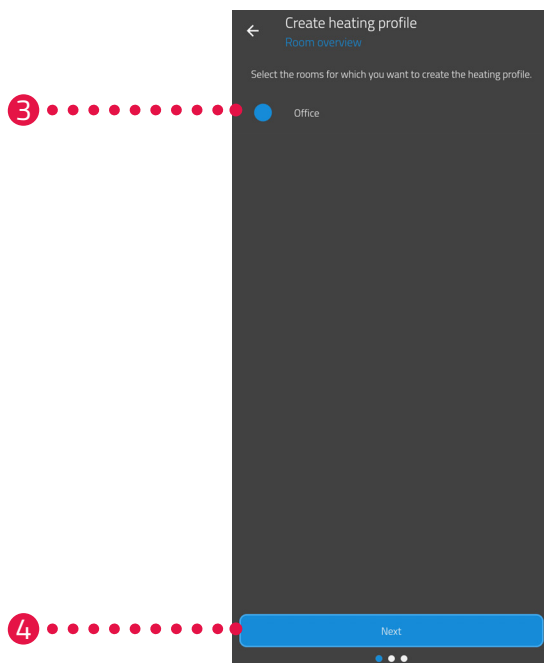 Create heating profile
Room overview
Select the rooms for which you want to create the heating profile.
3
Office
4
Next